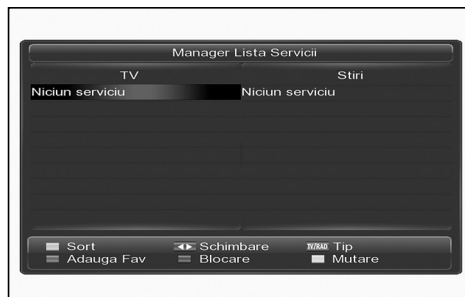 Manager Lista Servicii
TV Stiri
Niciun serviciu Niciun serviciu
Sort Schimbare TV/RAD Tip
Adauga Fav Blocare Mutare